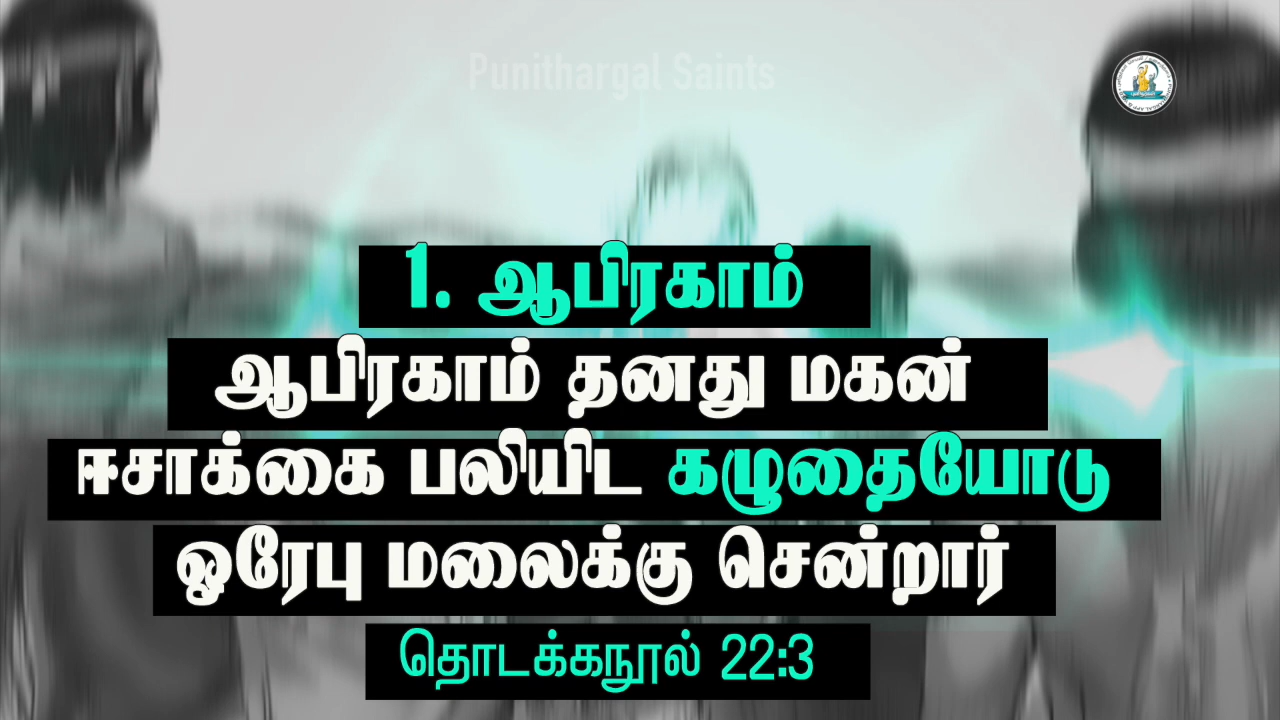 Punithargal Saints
1. ஆபிரகாம்
ஆபிரகாம் தனது மகன்
ஈசாக்கை பலியிட கழுதையோடு
ஓரேபு மலைக்கு சென்றார்
தொடக்கநூல் 22:3